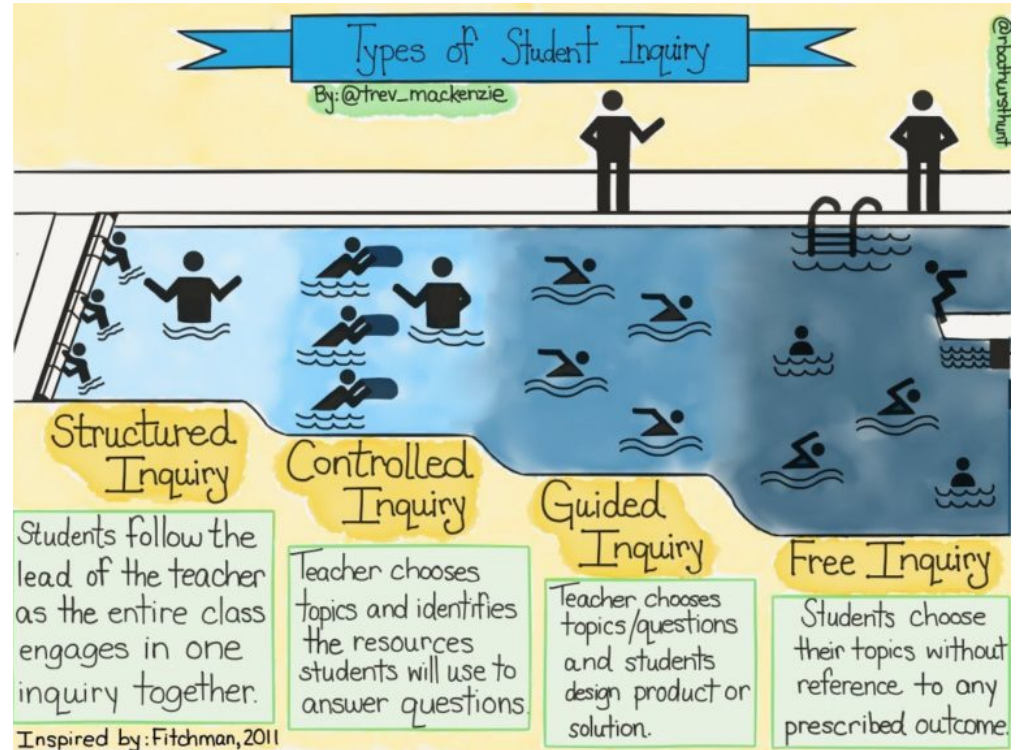 Types of Student Inquiry
By: @trev_mackenzie
@rbathursthunt
Structured
Inquiry
Students follow the
lead of the teacher
as the entire class
engages in one
inquiry together.
Controlled
Inquiry
Teacher chooses
topics and identifies
the resources
students will use to
answer questions.
Guided
Inquiry
Teacher chooses
topics/questions
and students
design product or
solution.
Free Inquiry
Students choose
their topics without
reference to any
prescribed outcome.
Inspired by: Fitchman, 2011